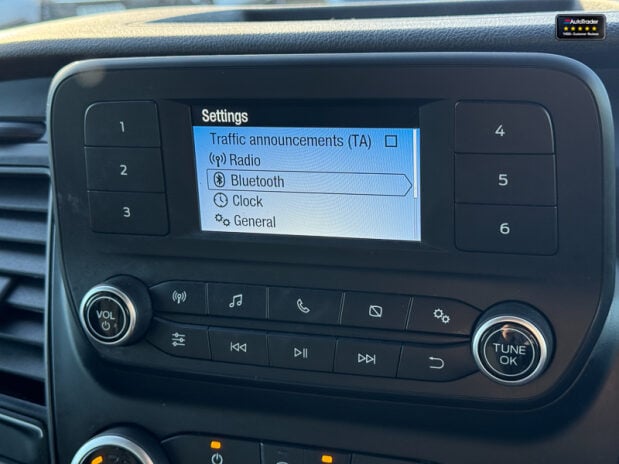 AutoTrader
Settings
Traffic announcements (TA)
Radio
Bluetooth
Clock
General
1
2
3
4
5
6
VOL
TUNE
OK